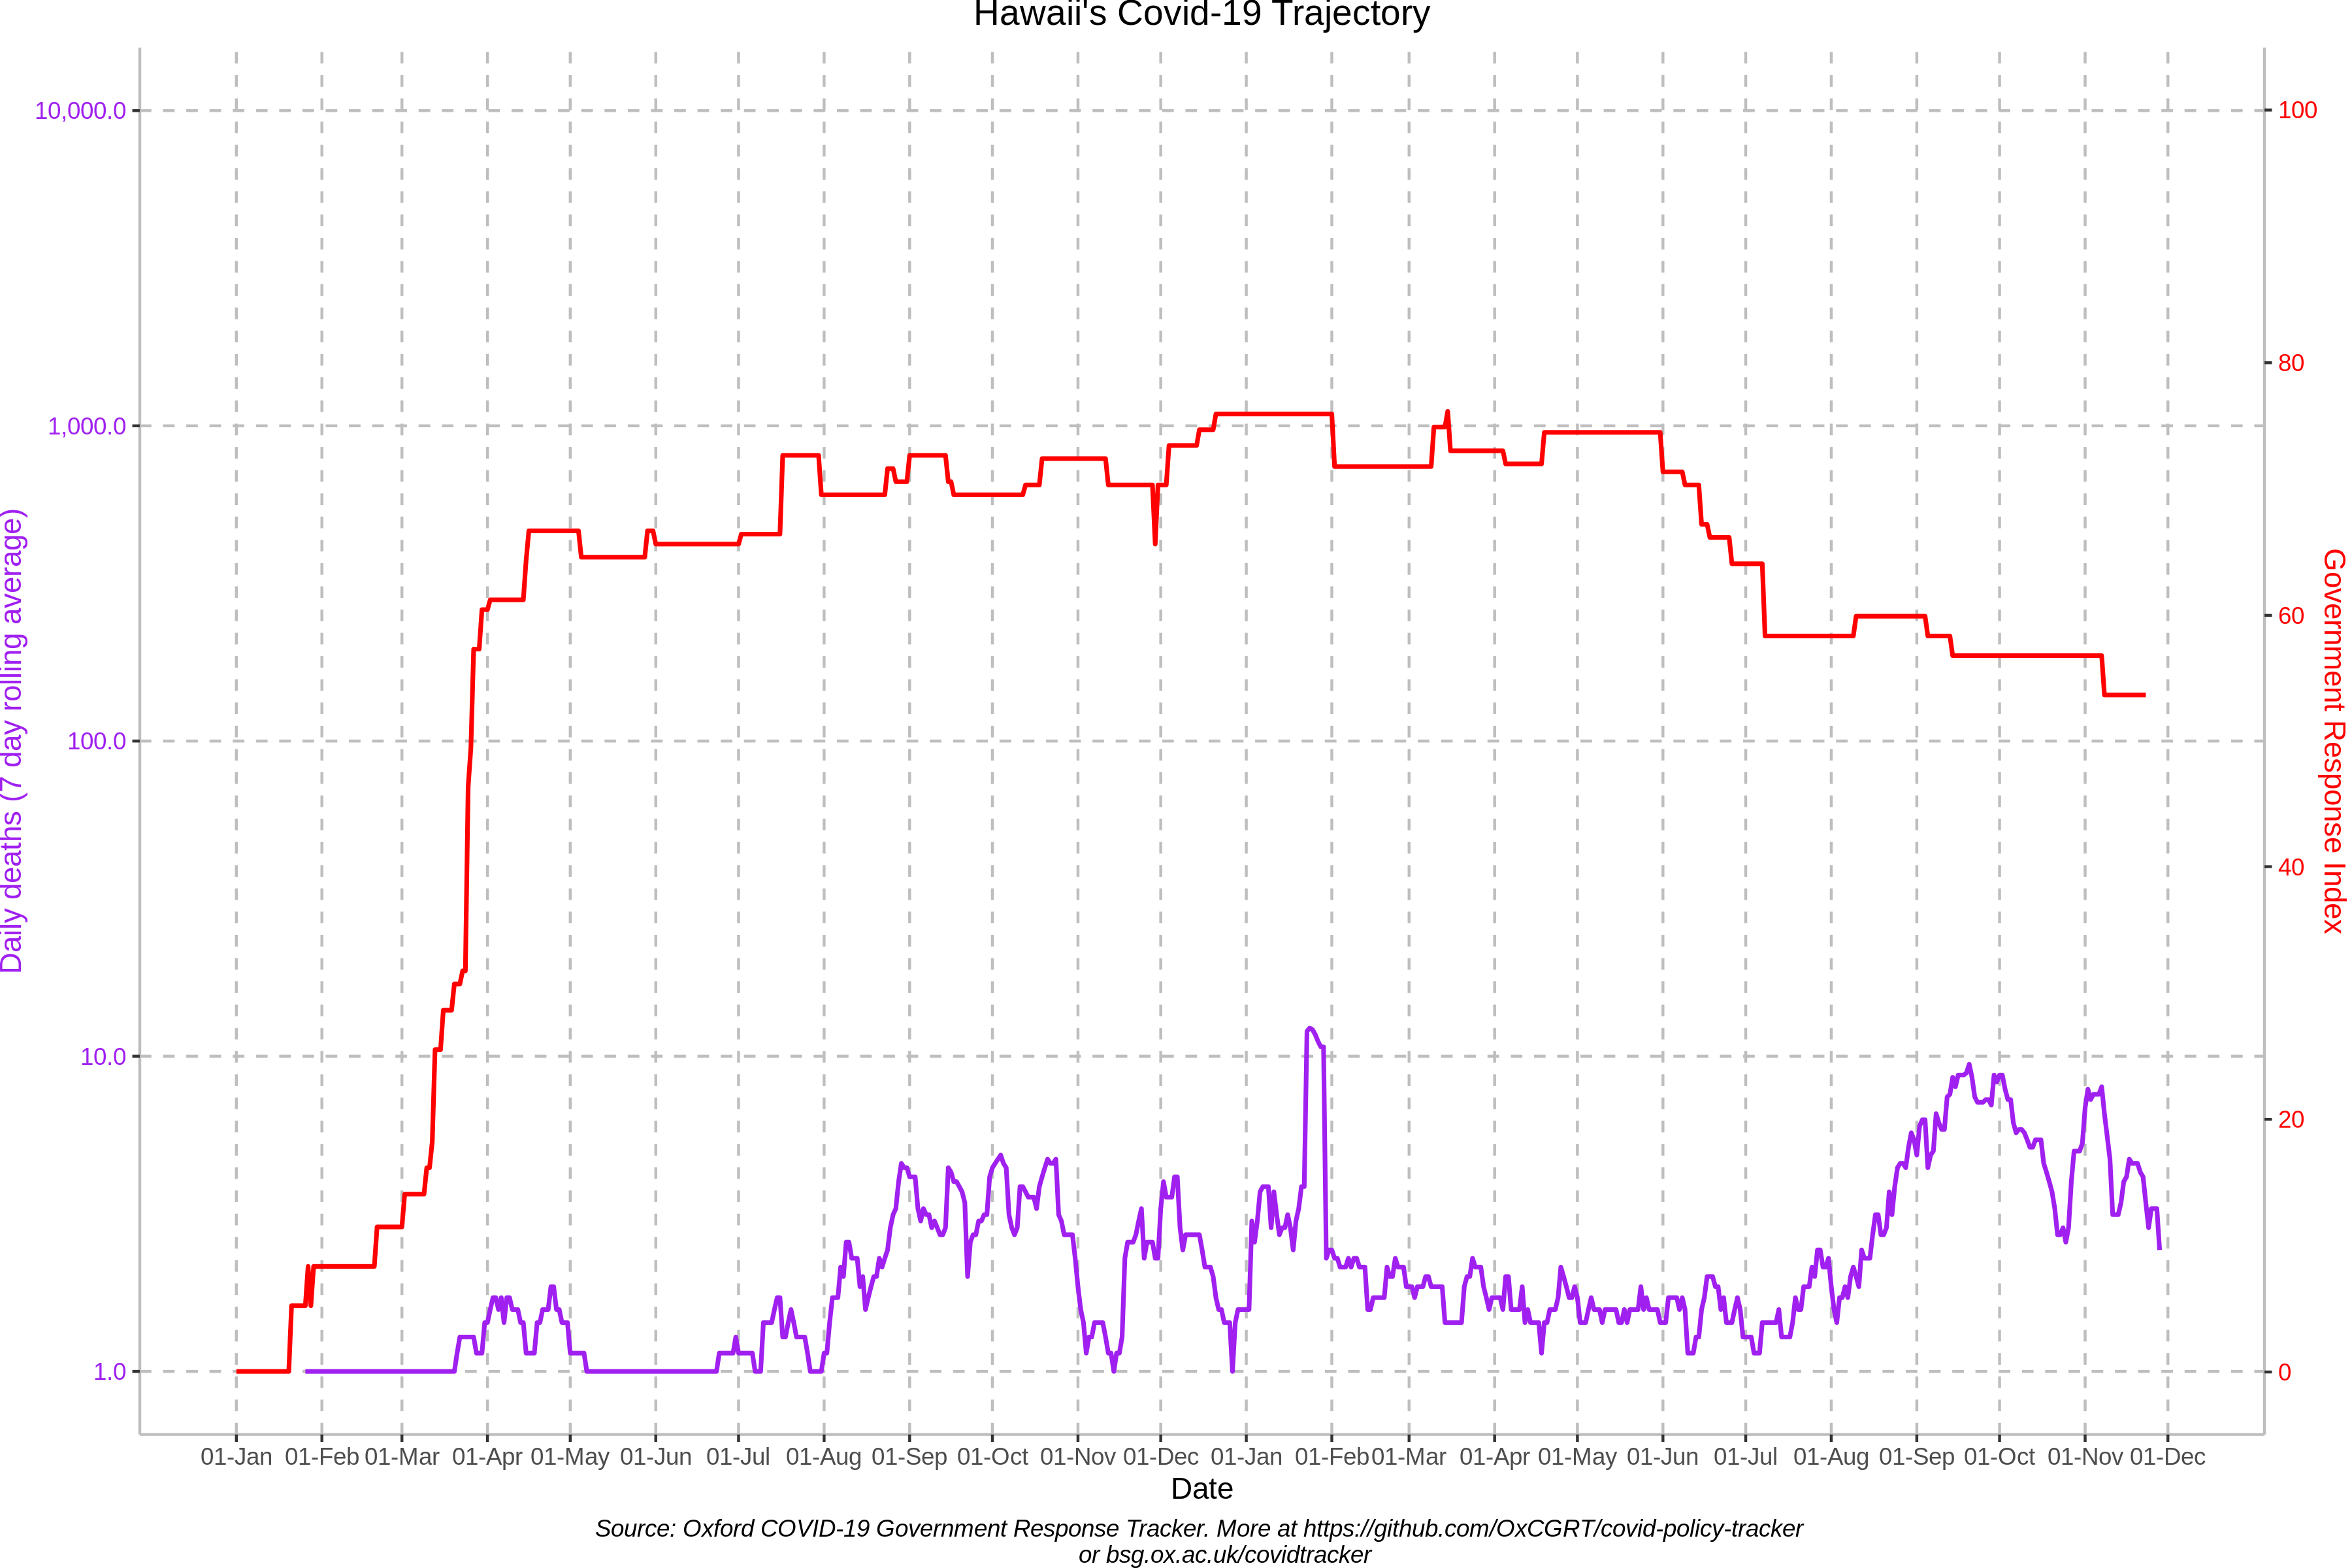 Hawaii's Covid-19 Trajectory
10,000.0
1,000.0
100.0
10.0
1.0
Daily deaths (7 day rolling average)
100
80
60
40
20
0
Government Response Index
01-Jan 01-Feb 01-Mar 01-Apr 01-May 01-Jun 01-Jul 01-Aug 01-Sep 01-Oct 01-Nov 01-Dec 01-Jan 01-Feb 01-Mar 01-Apr 01-May 01-Jun 01-Jul 01-Aug 01-Sep 01-Oct 01-Nov 01-Dec
Date
Source: Oxford COVID-19 Government Response Tracker. More at https://github.com/OxCGRT/covid-policy-tracker
or bsg.ox.ac.uk/covidtracker